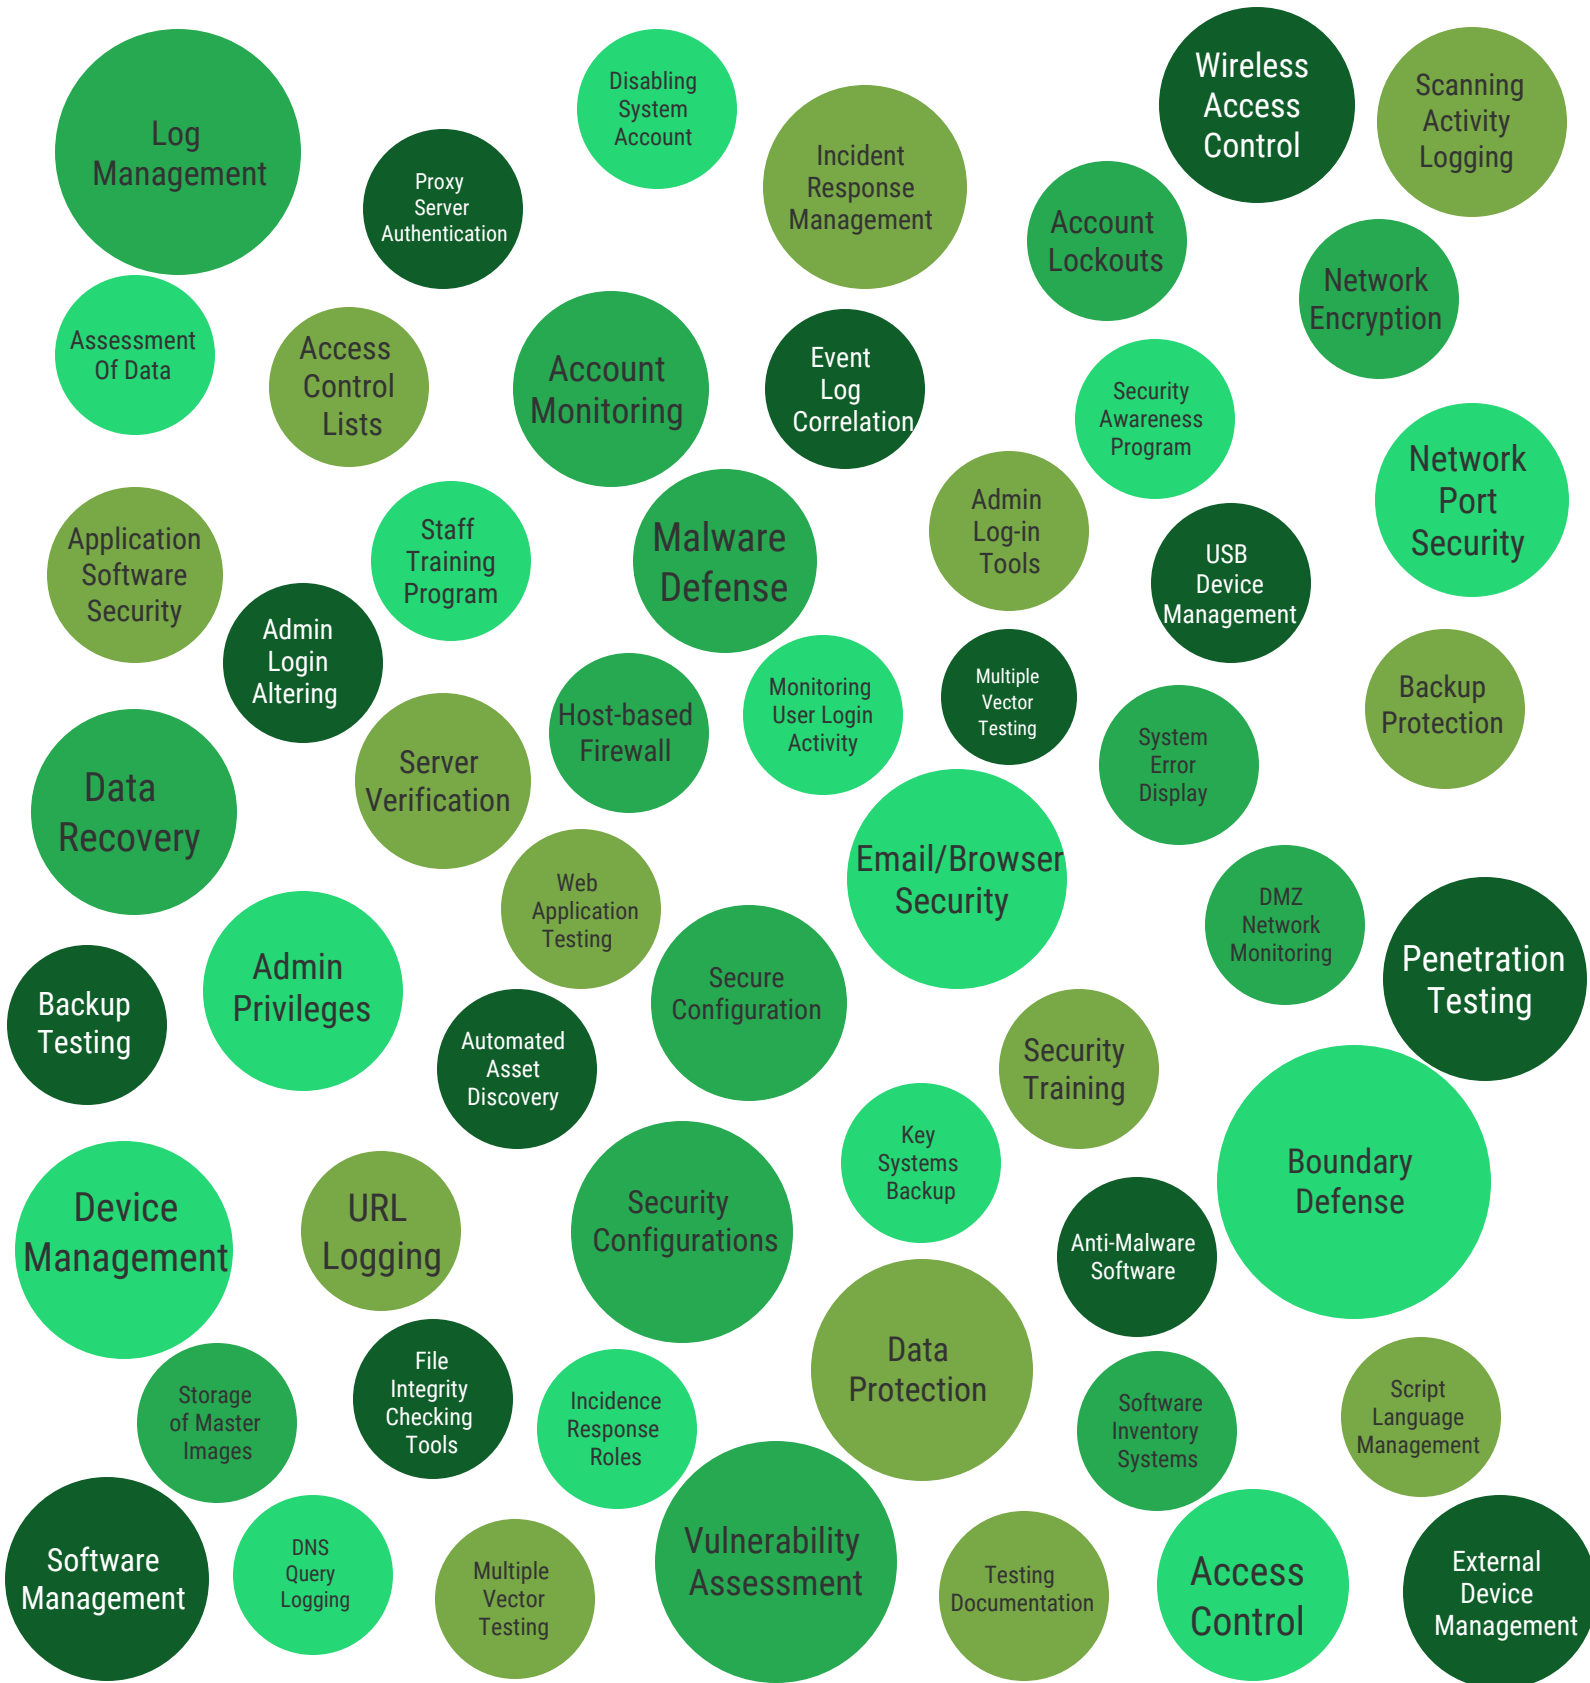 Log
Management
Proxy
Server
Authentication
Disabling
System
Account
Incident
Response
Management
Wireless
Access
Control
Scanning
Activity
Logging
Account
Lockouts
Network
Encryption
Assessment
Of Data
Access
Control
Lists
Account
Monitoring
Event
Log
Correlation
Security
Awareness
Program
Network
Port
Security
Application
Software
Security
Staff
Training
Program
Malware
Defense
Admin
Log-in
Tools
USB
Device
Management
Admin
Login
Altering
Host-based
Firewall
Monitoring
User Login
Activity
Multiple
Vector
Testing
System
Error
Display
Backup
Protection
Data
Recovery
Server
Verification
Web
Application
Testing
Email/Browser
Security
DMZ
Network
Monitoring
Penetration
Testing
Backup
Testing
Admin
Privileges
Automated
Asset
Discovery
Secure
Configuration
Security
Training
Key
Systems
Backup
Boundary
Defense
Device
Management
URL
Logging
Security
Configurations
Anti-Malware
Software
Data
Protection
Storage
of Master
Images
File
Integrity
Checking
Tools
Incidence
Response
Roles
Software
Inventory
Systems
Script
Language
Management
Software
Management
DNS
Query
Logging
Multiple
Vector
Testing
Vulnerability
Assessment
Testing
Documentation
Access
Control
External
Device
Management